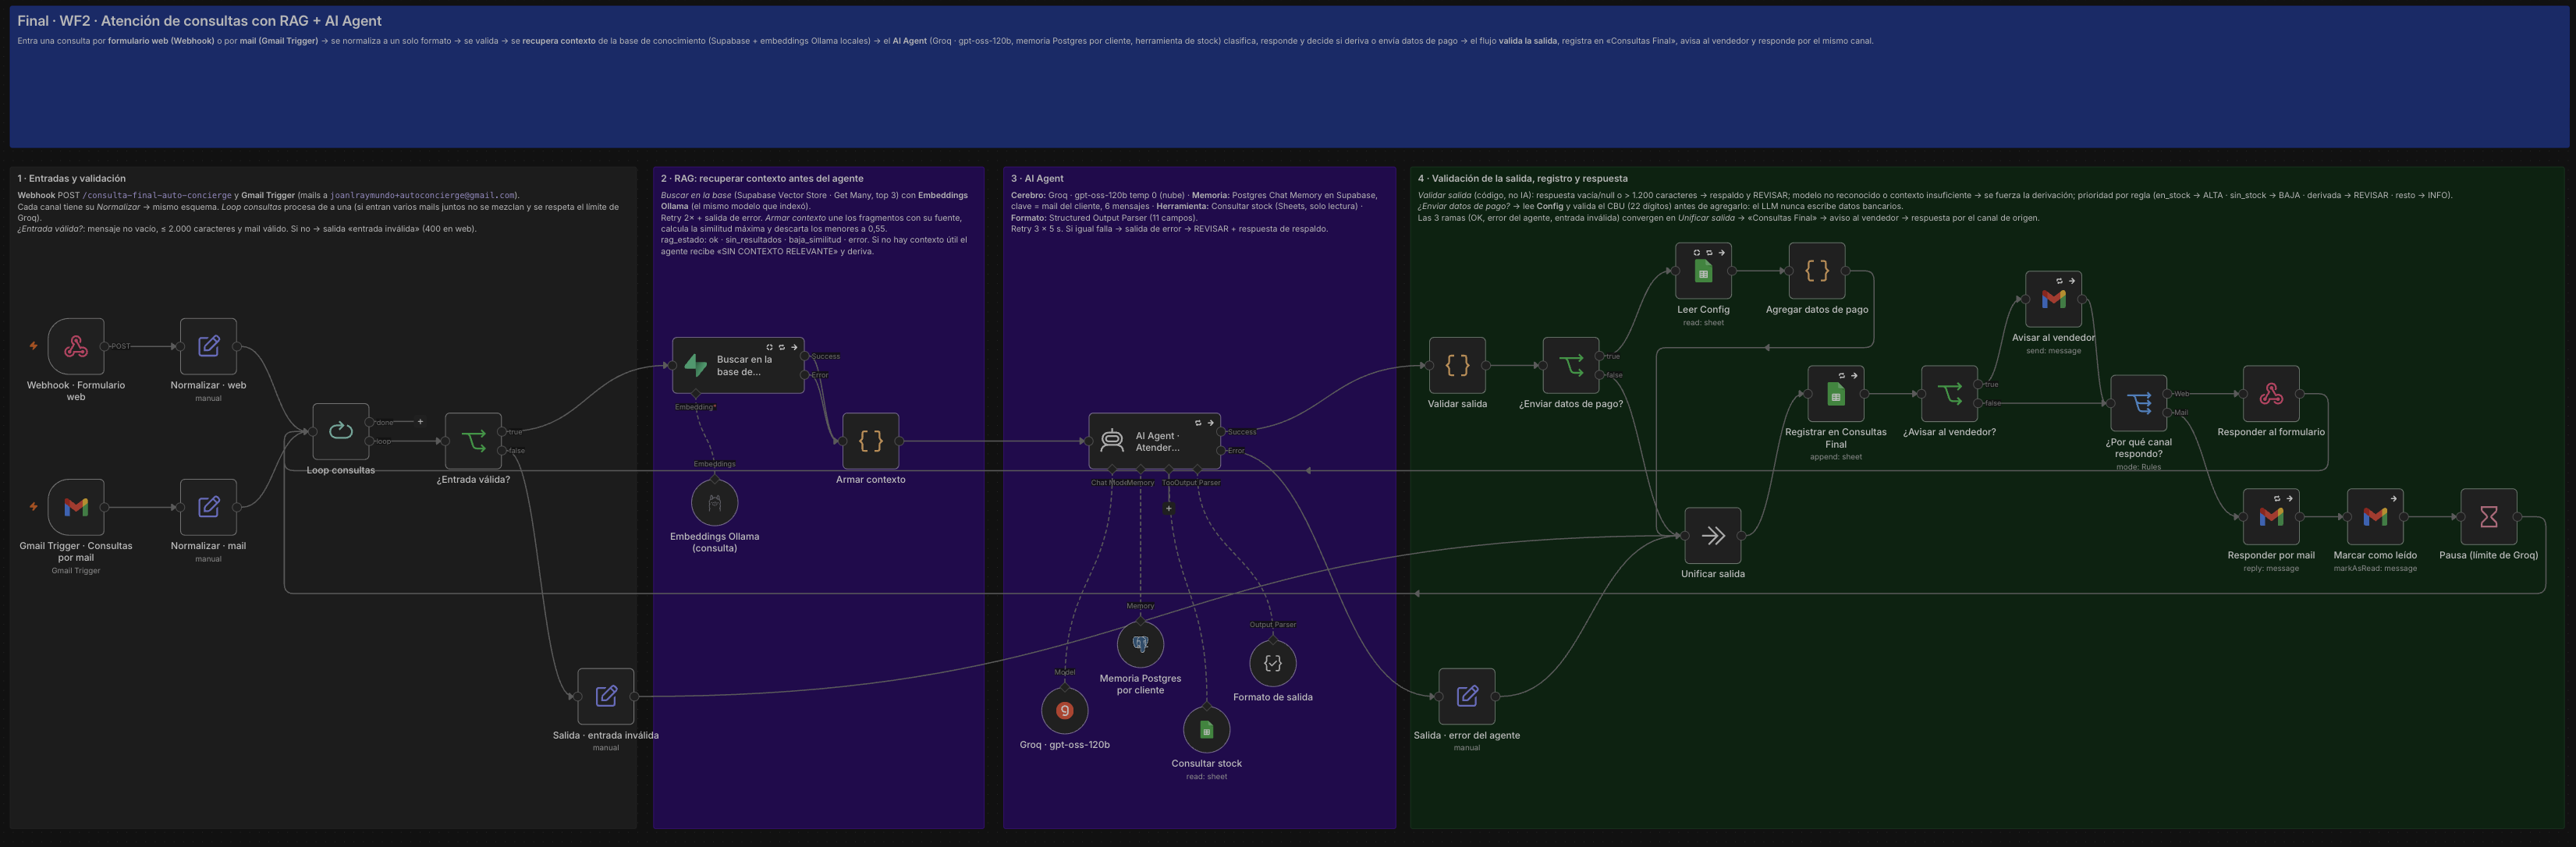 Final · WF2 · Atención de consultas con RAG + AI Agent
Entra una consulta por formulario web (Webhook) o por mail (Gmail Trigger) → se normaliza a un solo formato → se valida → se recupera contexto de la base de conocimiento (Supabase + embeddings Ollama locales) → el AI Agent (Groq · gpt-oss-120b, memoria Postgres por cliente, herramienta de stock) clasifica, responde y decide si deriva o envía datos de pago → el flujo valida la salida, registra en «Consultas Final», avisa al vendedor y responde por el mismo canal.
1 · Entradas y validación
Webhook POST /consulta-final-auto-concierge y Gmail Trigger (mails a joanlraymundo+autoconcierge@gmail.com).
Cada canal tiene su Normalizar → mismo esquema. Loop consultas procesa de a una (si entran varios mails juntos no se mezclan y se respeta el límite de
Groq).
¿Entrada válida?: mensaje no vacío, ≤ 2.000 caracteres y mail válido. Si no → salida «entrada inválida» (400 en web).
POST
Webhook · Formulario
web
Normalizar · web
manual
Gmail Trigger · Consultas
por mail
Gmail Trigger
Normalizar · mail
manual
done
loop
Loop consultas
true
false
¿Entrada válida?
Salida · entrada inválida
manual
2 · RAG: recuperar contexto antes del agente
Buscar en la base (Supabase Vector Store · Get Many, top 3) con Embeddings
Ollama (el mismo modelo que indexó).
Retry 2× + salida de error. Armar contexto une los fragmentos con su fuente,
calcula la similitud máxima y descarta los menores a 0,55.
rag_estado: ok · sin_resultados · baja_similitud · error. Si no hay contexto útil el
agente recibe «SIN CONTEXTO RELEVANTE» y deriva.
Buscar en la
base de...
Success
Error
Embedding*
Embeddings
Embeddings Ollama
(consulta)
Armar contexto
3 · AI Agent
Cerebro: Groq · gpt-oss-120b temp 0 (nube) · Memoria: Postgres Chat Memory en Supabase,
clave = mail del cliente, 6 mensajes · Herramienta: Consultar stock (Sheets, solo lectura) ·
Formato: Structured Output Parser (11 campos).
Retry 3 × 5 s. Si igual falla → salida de error → REVISAR + respuesta de respaldo.
AI Agent ·
Atender...
Success
Error
Chat Mode
Memory
Too
Output Parser
+
Model
Groq · gpt-oss-120b
Memory
Memoria Postgres
por cliente
Consultar stock
read: sheet
Output Parser
Formato de salida
4 · Validación de la salida, registro y respuesta
Validar salida (código, no IA): respuesta vacía/null o > 1.200 caracteres → respaldo y REVISAR; modelo no reconocido o contexto insuficiente → se fuerza la derivación; prioridad por regla (en_stock → ALTA · sin_stock → BAJA · derivada → REVISAR · resto → INFO).
¿Enviar datos de pago? → lee Config y valida el CBU (22 dígitos) antes de agregarlo: el LLM nunca escribe datos bancarios.
Las 3 ramas (OK, error del agente, entrada inválida) convergen en Unificar salida → «Consultas Final» → aviso al vendedor → respuesta por el canal de origen.
Validar salida
true
false
¿Enviar datos de pago?
Leer Config
read: sheet
Agregar datos de pago
Unificar salida
Salida · error del agente
manual
Registrar en Consultas
Final
append: sheet
true
false
¿Avisar al vendedor?
Avisar al vendedor
send: message
Web
Mail
¿Por qué canal
respondo?
mode: Rules
Responder al formulario
Responder por mail
reply: message
Marcar como leído
markAsRead: message
Pausa (límite de Groq)